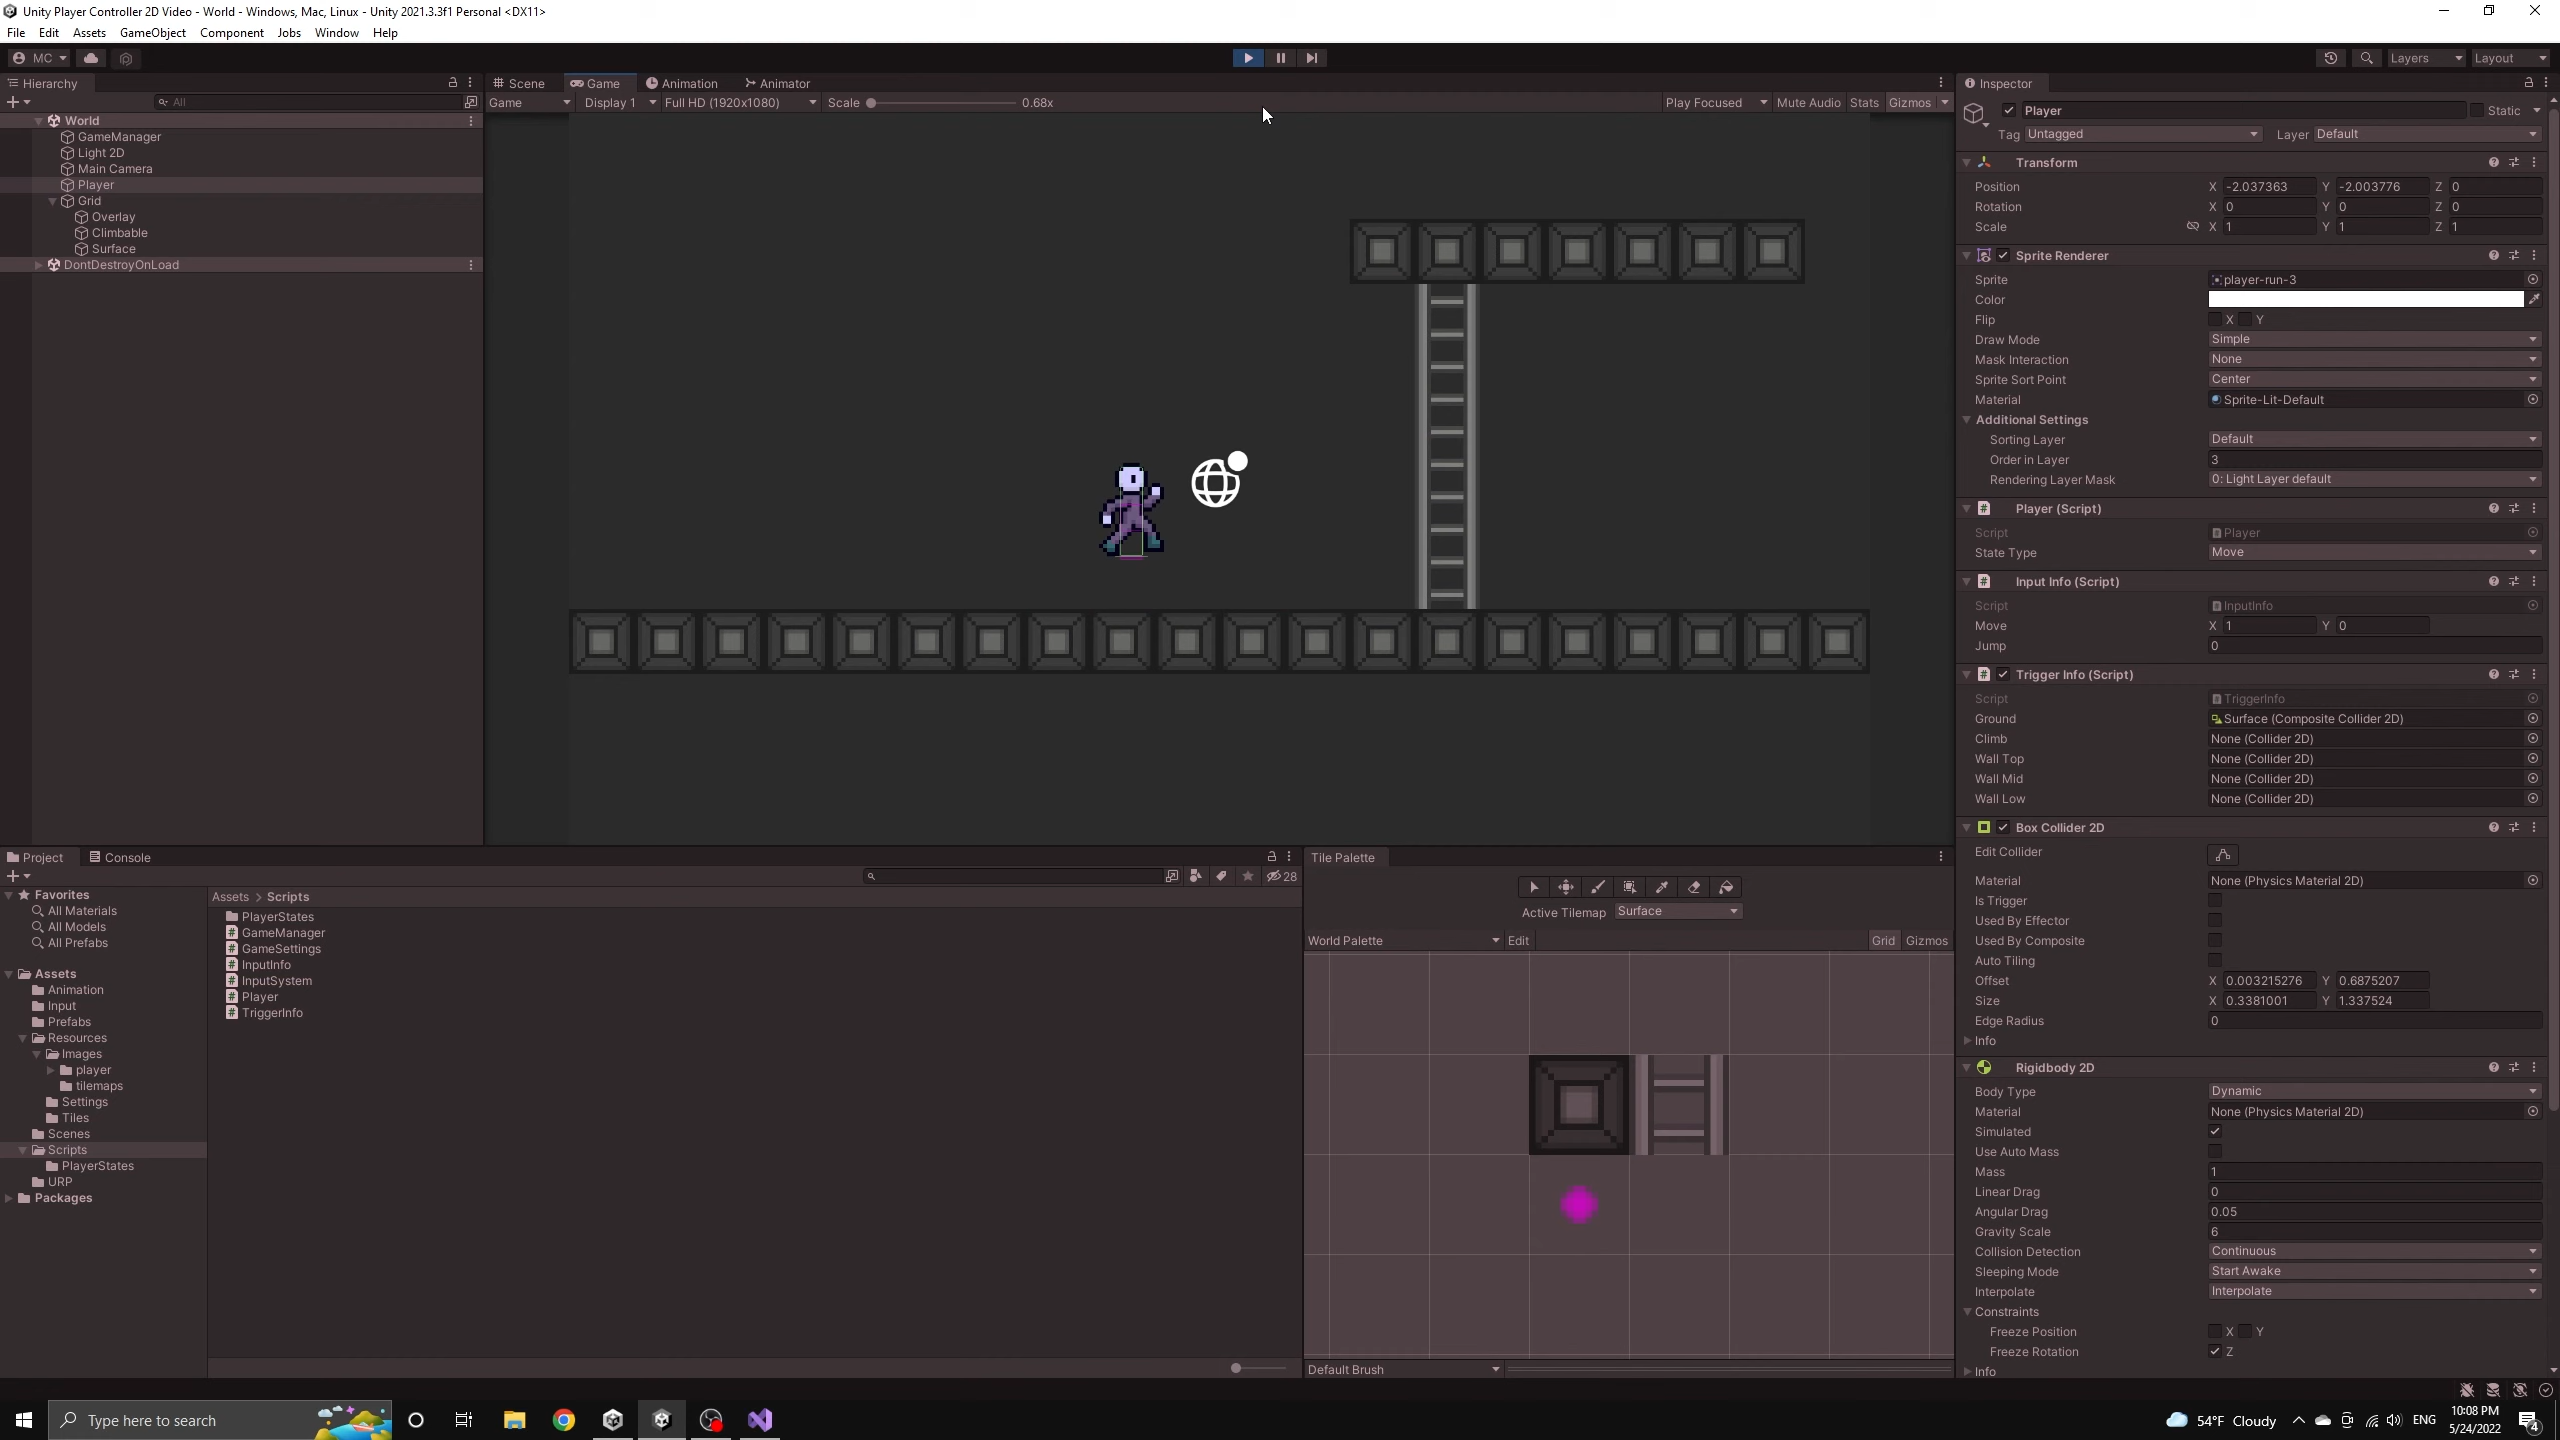 Unity Player Controller 2D Video - World - Windows, Mac, Linux - Unity 2021.3.3f1 Personal <DX11>
File Edit Assets GameObject Component Jobs Window Help
MC
Layers Layout
Hierarchy
All
World
GameManager
Light 2D
Main Camera
Player
Grid
Overlay
Climbable
Surface
DontDestroyOnLoad
Scene Game Animation Animator
Game Display 1 Full HD (1920x1080) Scale 0.68x Play Focused Mute Audio Stats Gizmos
Project Console
28
Favorites
All Materials
All Models
All Prefabs
Assets
Animation
Input
Prefabs
Resources
Images
player
tilemaps
Settings
Tiles
Scenes
Scripts
PlayerStates
URP
Packages
Assets > Scripts
PlayerStates
GameManager
GameSettings
InputInfo
InputSystem
Player
TriggerInfo
Tile Palette
Active Tilemap Surface
World Palette Edit Grid Gizmos
Default Brush
Inspector
Player Static
Tag Untagged Layer Default
Transform
Position X -2.037363 Y -2.003776 Z 0
Rotation X 0 Y 0 Z 0
Scale X 1 Y 1 Z 1
Sprite Renderer
Sprite player-run-3
Color
Flip X Y
Draw Mode Simple
Mask Interaction None
Sprite Sort Point Center
Material Sprite-Lit-Default
Additional Settings
Sorting Layer Default
Order in Layer 3
Rendering Layer Mask 0: Light Layer default
Player (Script)
Script Player
State Type Move
Input Info (Script)
Script InputInfo
Move X 1 Y 0
Jump 0
Trigger Info (Script)
Script TriggerInfo
Ground Surface (Composite Collider 2D)
Climb None (Collider 2D)
Wall Top None (Collider 2D)
Wall Mid None (Collider 2D)
Wall Low None (Collider 2D)
Box Collider 2D
Edit Collider
Material None (Physics Material 2D)
Is Trigger
Used By Effector
Used By Composite
Auto Tiling
Offset X 0.003215276 Y 0.6875207
Size X 0.3381001 Y 1.337524
Edge Radius 0
Info
Rigidbody 2D
Body Type Dynamic
Material None (Physics Material 2D)
Simulated
Use Auto Mass
Mass 1
Linear Drag 0
Angular Drag 0.05
Gravity Scale 6
Collision Detection Continuous
Sleeping Mode Start Awake
Interpolate Interpolate
Constraints
Freeze Position X Y
Freeze Rotation Z
Info
Type here to search
54°F Cloudy
ENG
10:08 PM
5/24/2022
4